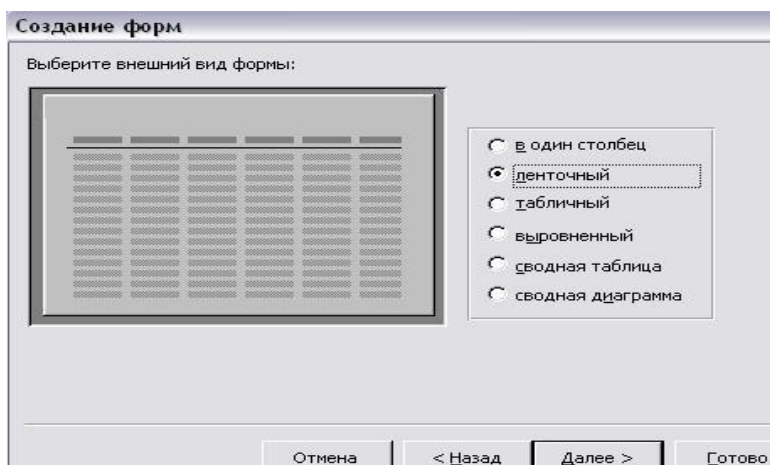 Создание форм
Выберите внешний вид формы:
в один столбец
ленточный
табличный
выровненный
сводная таблица
сводная диаграмма
Отмена
< Назад
Далее >
Готово